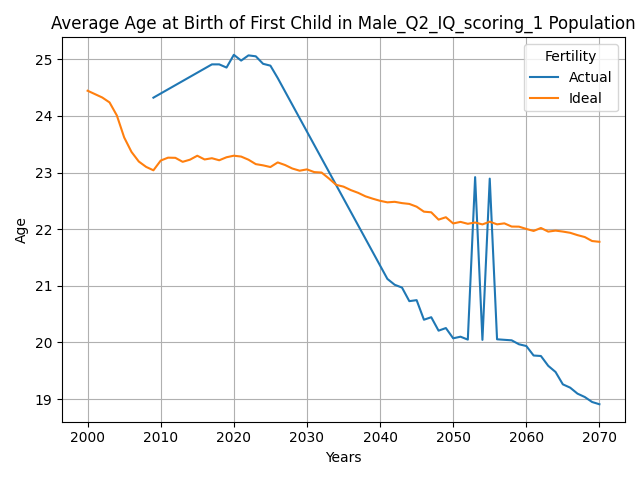 Average Age at Birth of First Child in Male_Q2_IQ_scoring_1 Population
Fertility
Actual
Ideal
Age
25
24
23
22
21
20
19
2000 2010 2020 2030 2040 2050 2060 2070
Years